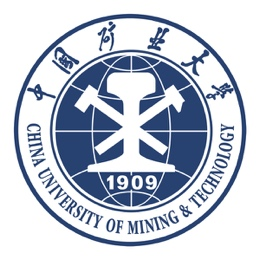 中国矿业大学
1909
CHINA UNIVERSITY OF MINING & TECHNOLOGY